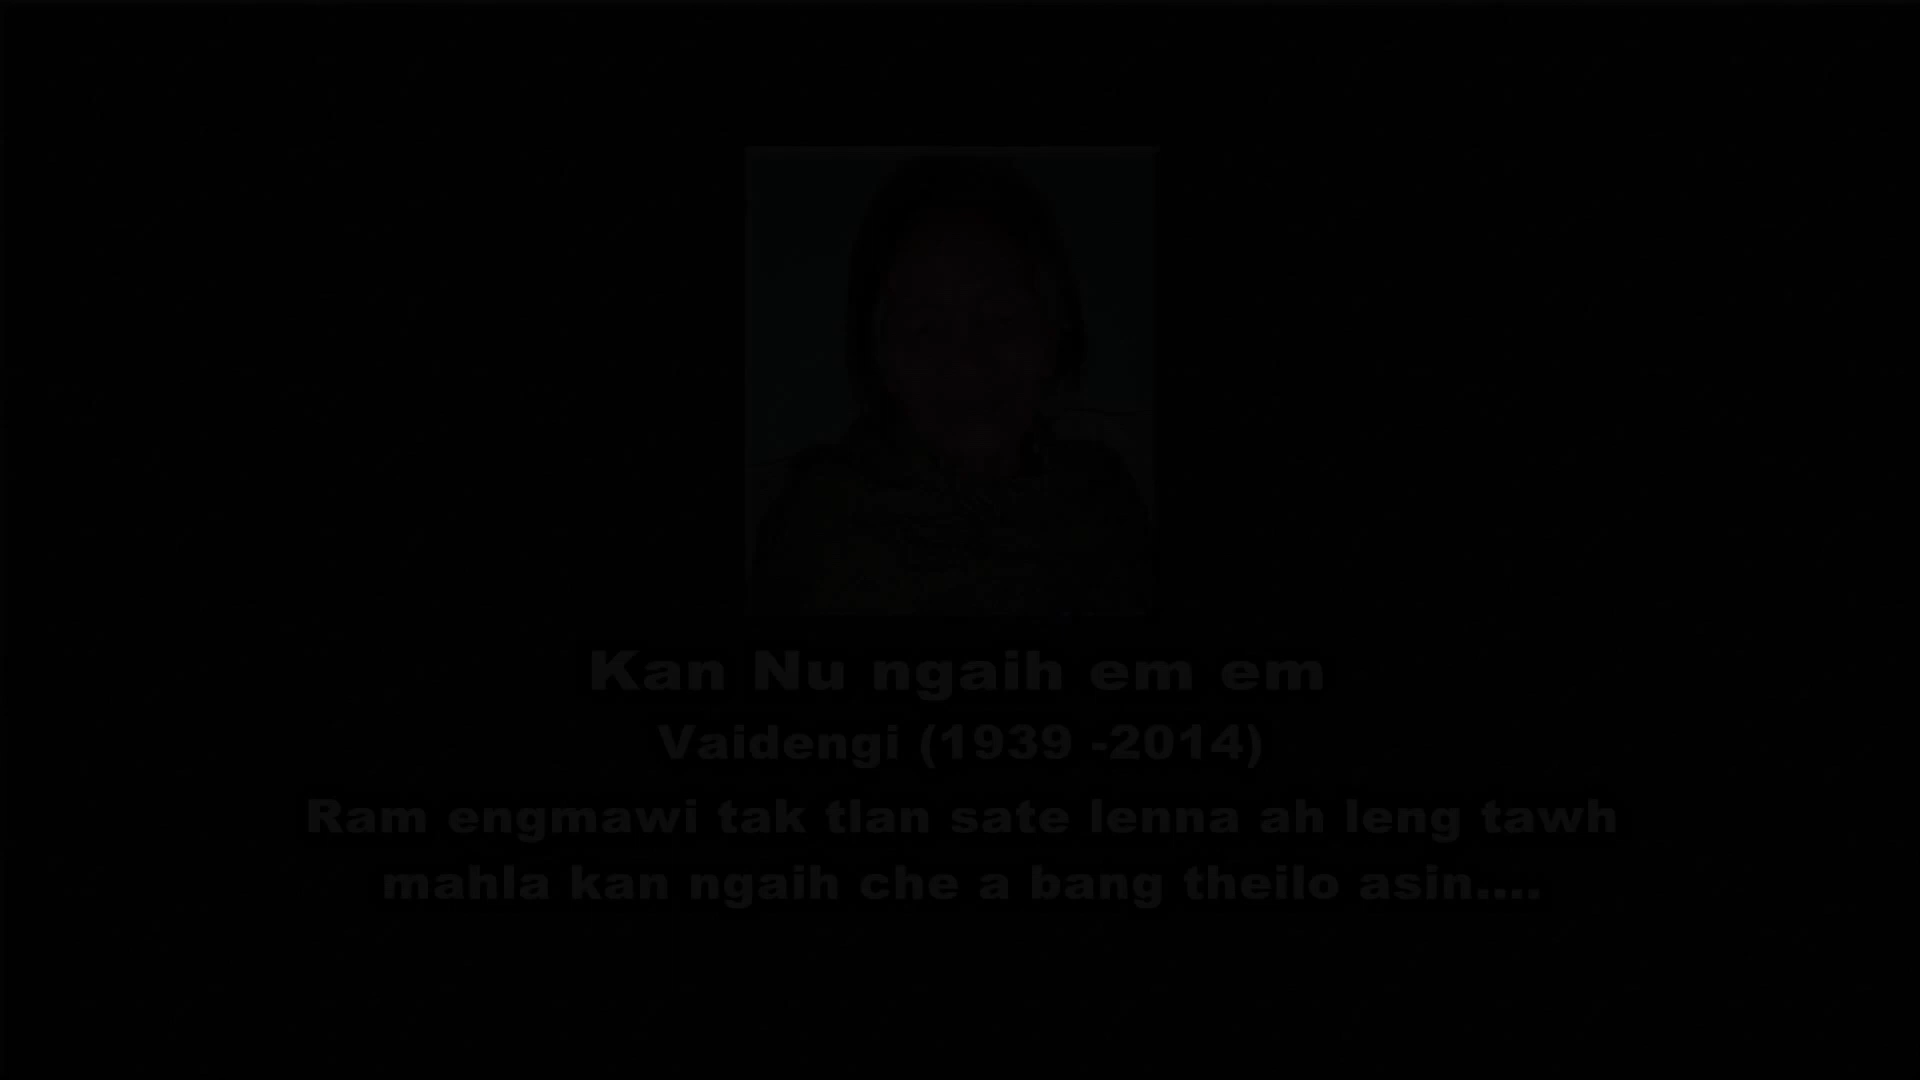 Kan Nu ngaih em em
Vaidengi (1939 -2014)
Ram engmawi tak tlan sate lenna ah leng tawh
mahla kan ngaih che a bang theilo asin....